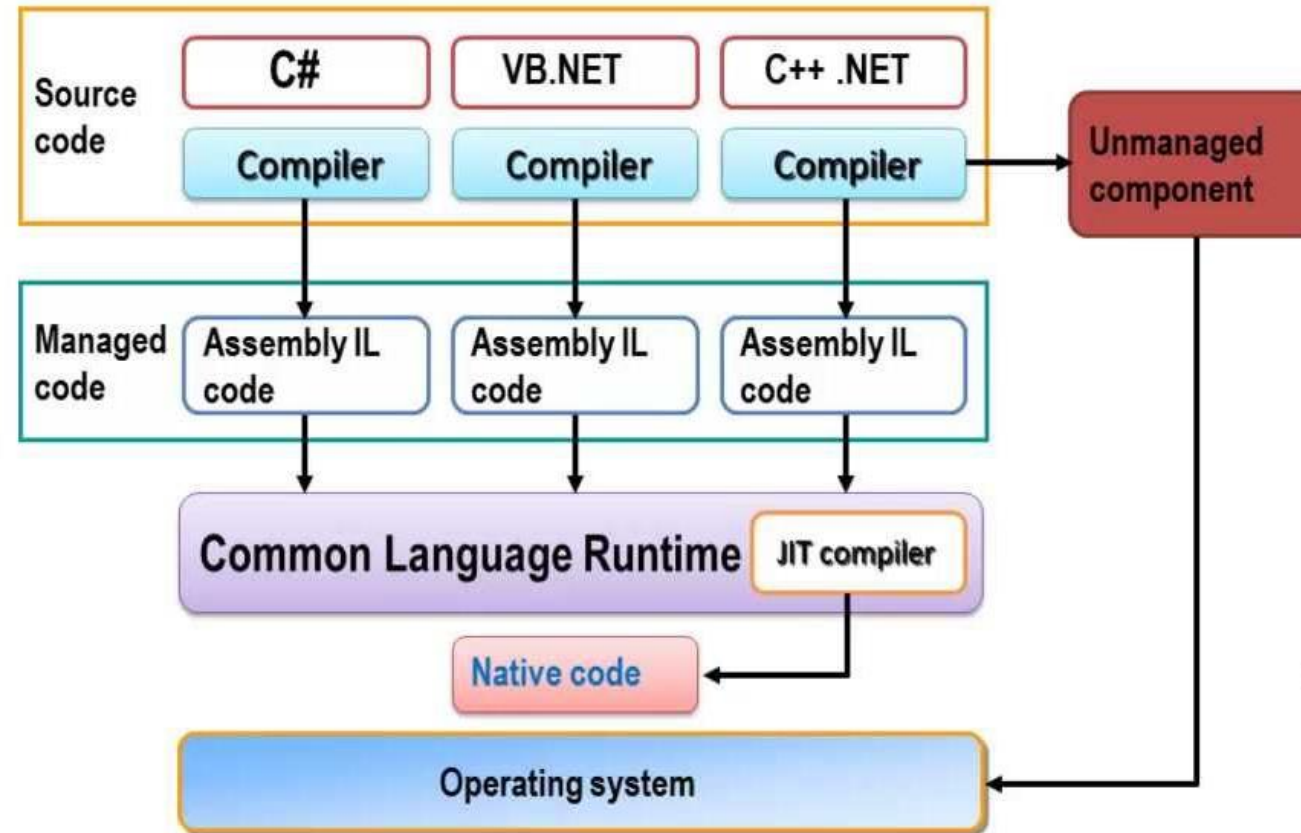 Source
code
C#
VB.NET
C++ .NET
Compiler
Compiler
Compiler
Unmanaged
component
Managed
code
Assembly IL
code
Assembly IL
code
Assembly IL
code
Common Language Runtime
JIT compiler
Native code
Operating system